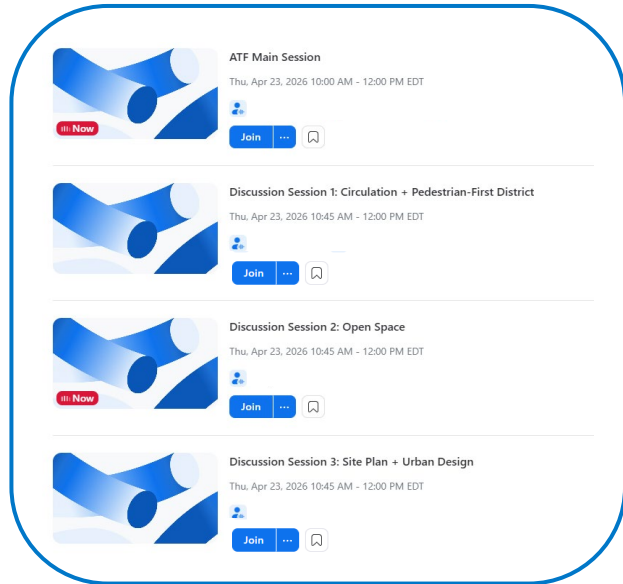 ATF Main Session
Thu, Apr 23, 2026 10:00 AM - 12:00 PM EDT
Now
Join ...
Discussion Session 1: Circulation + Pedestrian-First District
Thu, Apr 23, 2026 10:45 AM - 12:00 PM EDT
Join ...
Discussion Session 2: Open Space
Thu, Apr 23, 2026 10:45 AM - 12:00 PM EDT
Now
Join ...
Discussion Session 3: Site Plan + Urban Design
Thu, Apr 23, 2026 10:45 AM - 12:00 PM EDT
Join ...